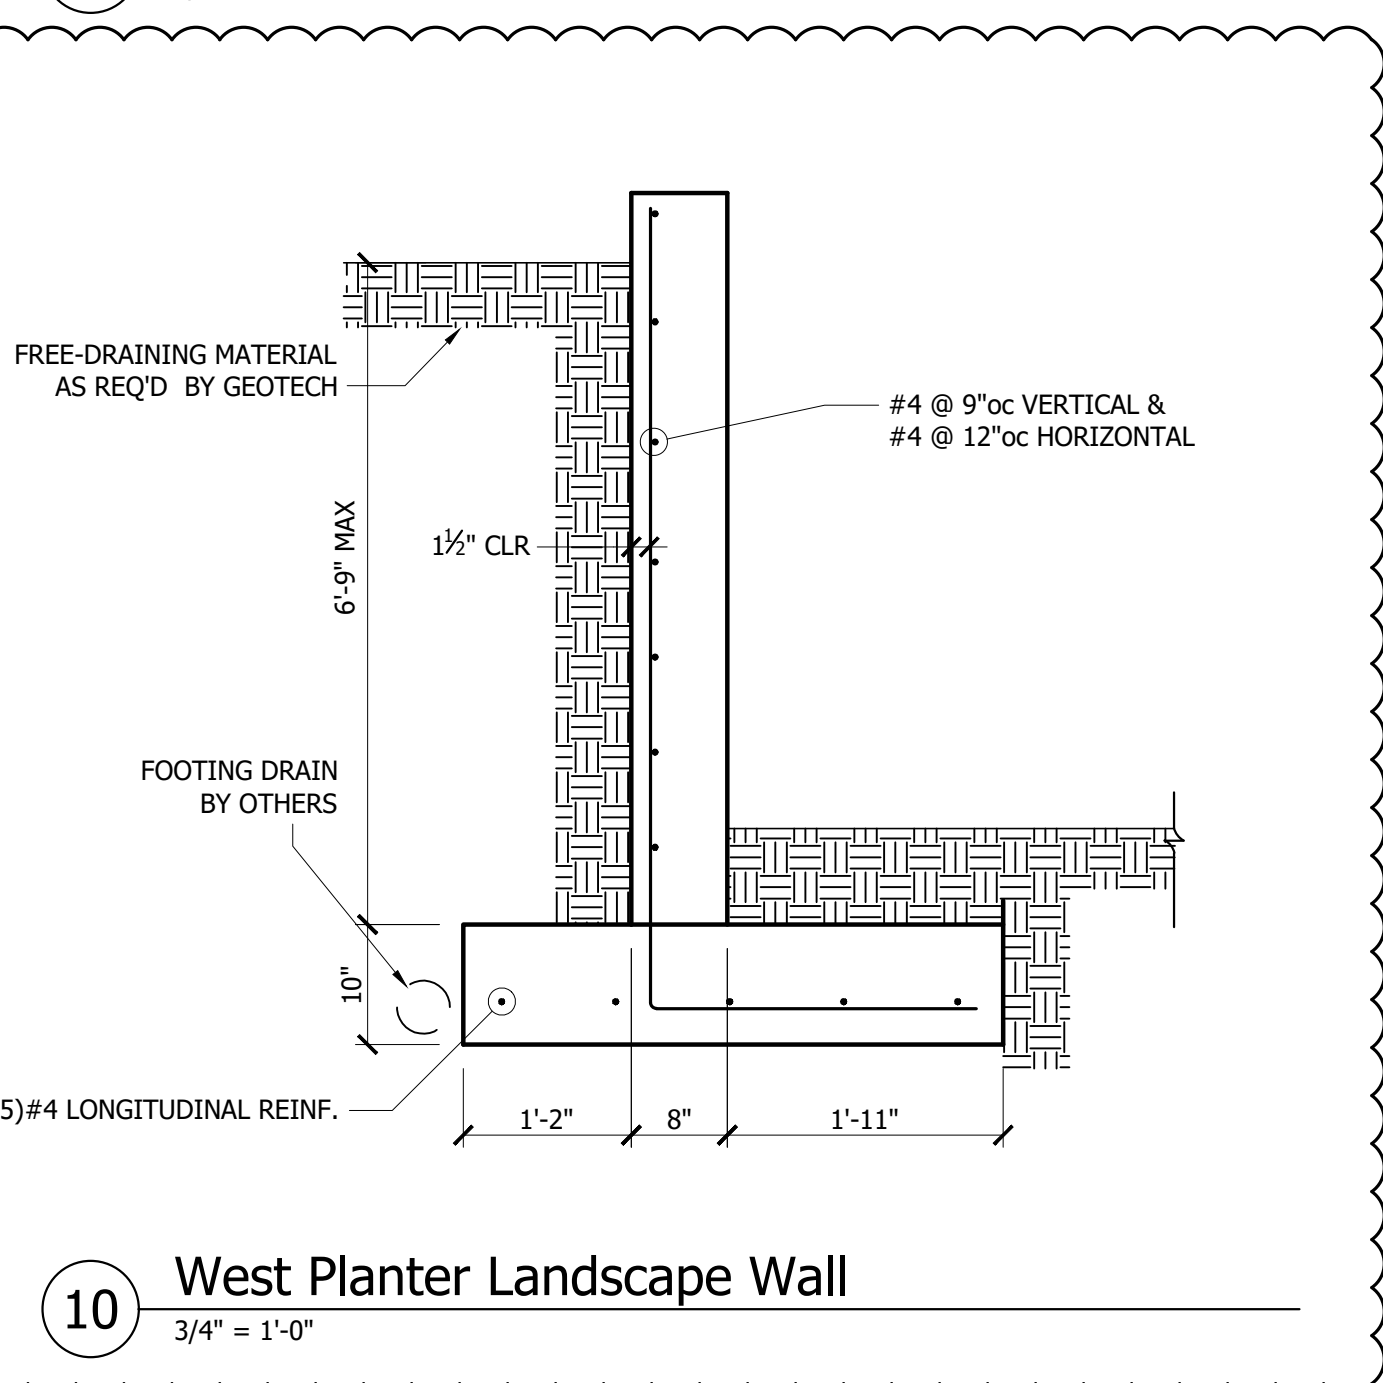 FREE-DRAINING MATERIAL
AS REQ'D BY GEOTECH
#4 @ 9"oc VERTICAL &
#4 @ 12"oc HORIZONTAL
1½" CLR
6'-9" MAX
FOOTING DRAIN
BY OTHERS
10"
5)#4 LONGITUDINAL REINF.
1'-2"
8"
1'-11"
West Planter Landscape Wall
10
3/4" = 1'-0"